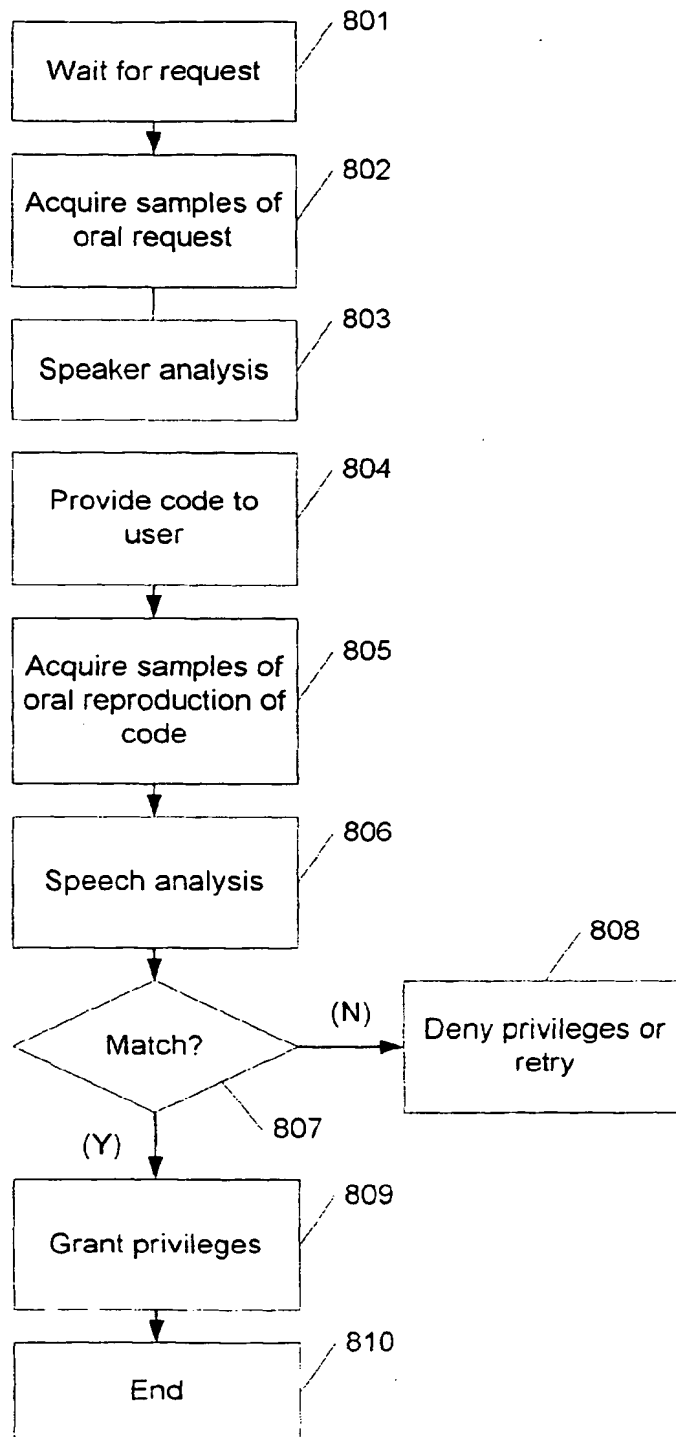 801
Wait for request
802
Acquire samples of
oral request
803
Speaker analysis
804
Provide code to
user
805
Acquire samples of
oral reproduction of
code
806
Speech analysis
808
Match?
(N)
Deny privileges or
retry
807
(Y)
809
Grant privileges
810
End